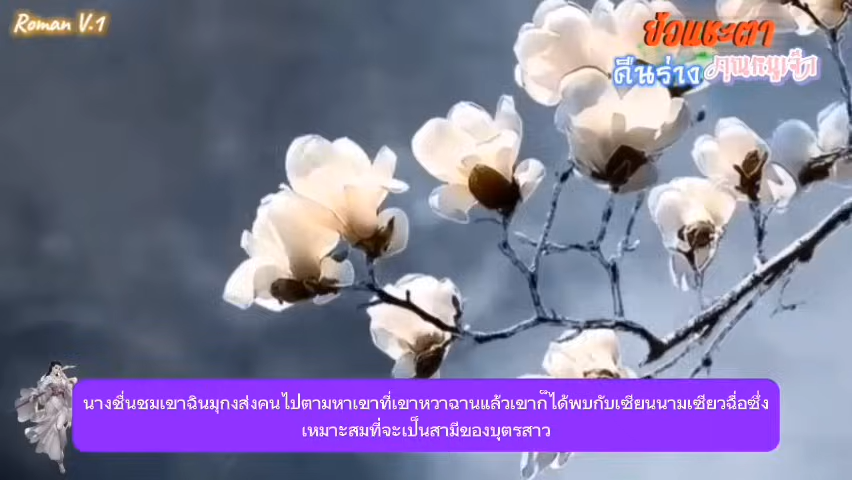 Roman V.1
ย้อนชะตา
คืนร่าง คุณหนูเจ็ด
นางชื่นชมเขาฉินมุกงส่งคนไปตามหาเขาที่เขาหวาฉานแล้วเขาก็ได้พบกับเซียนนามเซียวฉื่อซึ่ง
เหมาะสมที่จะเป็นสามีของบุตรสาว